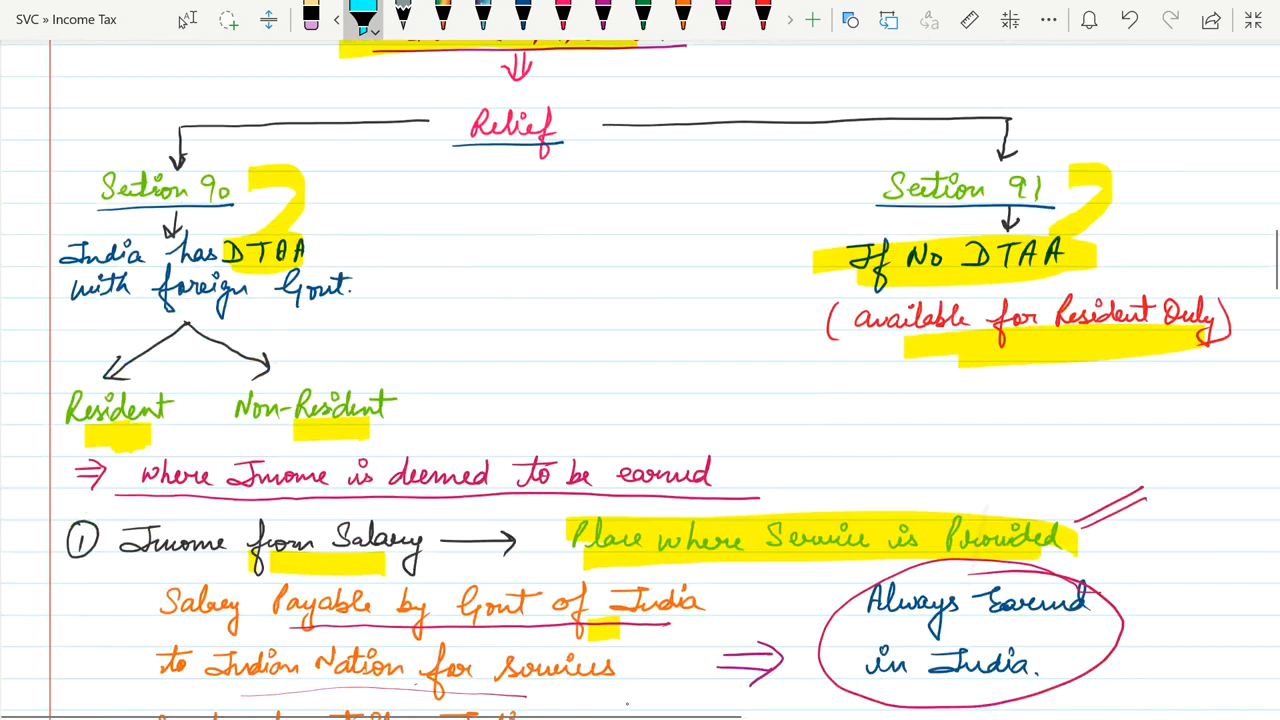 SVC > Income Tax
Relief
Section 90
Section 91
India has DTAA
with foreign Govt.
If No DTAA
(available for Resident Only)
Resident
Non-Resident
⇒ where Income is deemed to be earned
① Income from Salary → Place where Service is Provided
Salary Payable by Govt of India
to Indian Nation for services
⇒ Always Earned
in India.